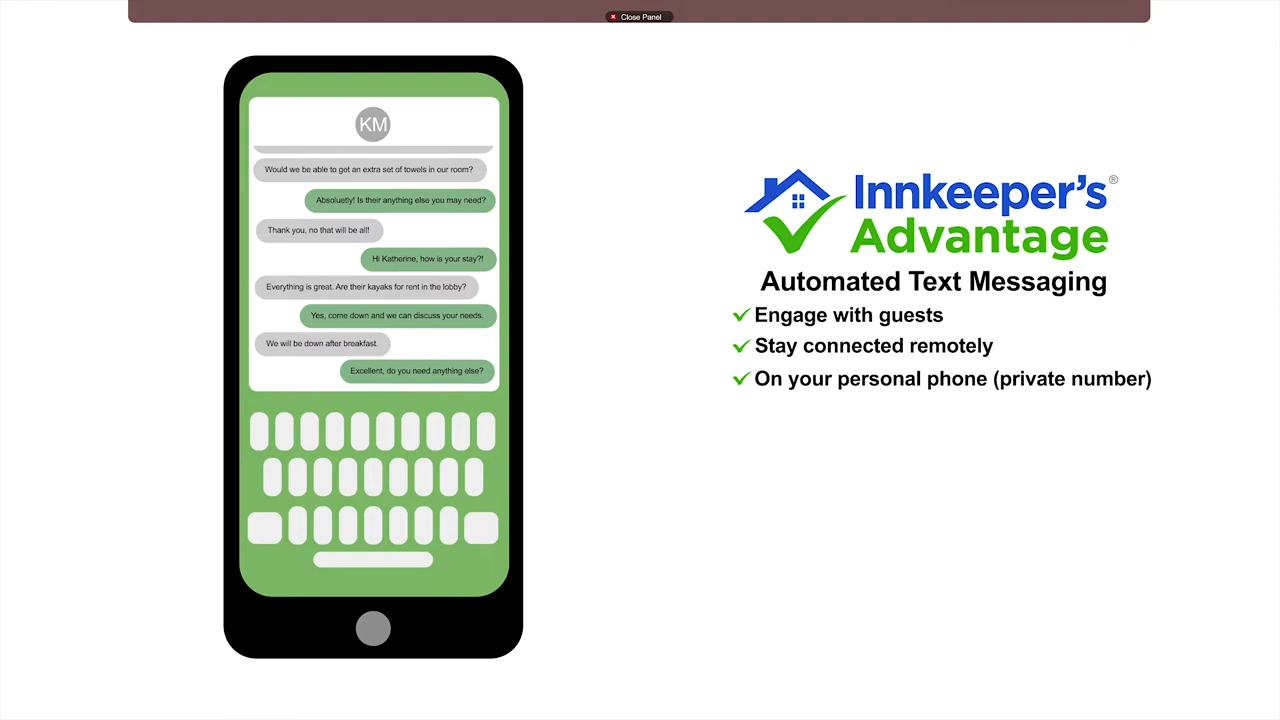 Close Panel
KM
Would we be able to get an extra set of towels in our room?
Absoluetly! Is their anything else you may need?
Thank you, no that will be all!
Hi Katherine, how is your stay?!
Everything is great. Are their kayaks for rent in the lobby?
Yes, come down and we can discuss your needs.
We will be down after breakfast.
Excellent, do you need anything else?
Innkeeper's®
Advantage
Automated Text Messaging
Engage with guests
Stay connected remotely
On your personal phone (private number)